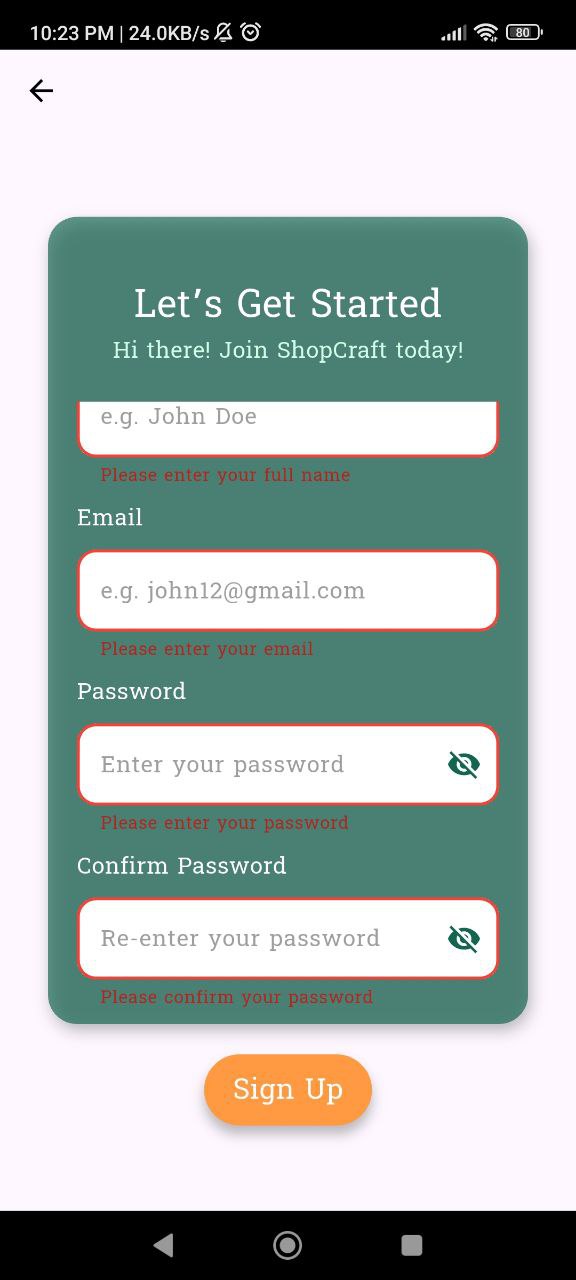 10:23 PM | 24.0KB/s
80
Let's Get Started
Hi there! Join ShopCraft today!
e.g. John Doe
Please enter your full name
Email
e.g. john12@gmail.com
Please enter your email
Password
Enter your password
Please enter your password
Confirm Password
Re-enter your password
Please confirm your password
Sign Up